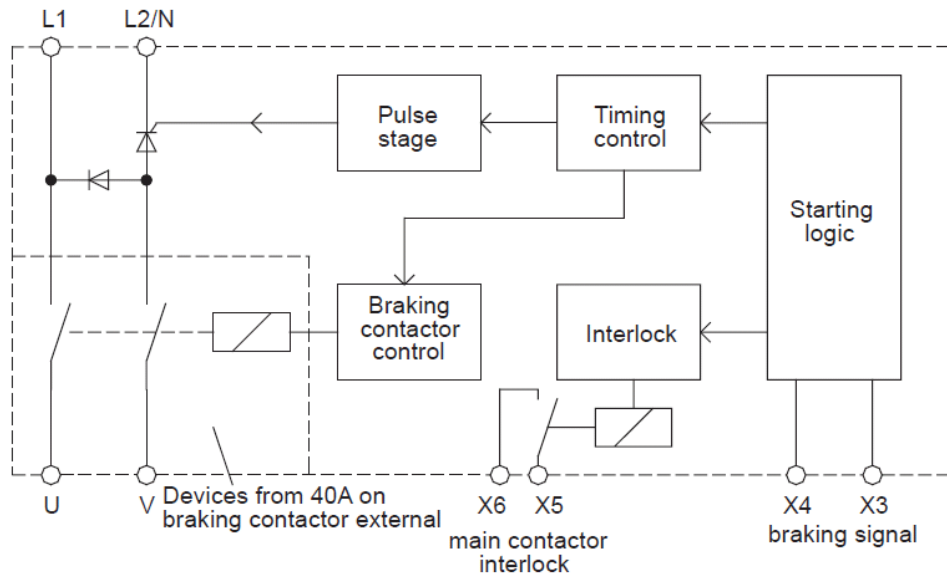 L1 L2/N
Pulse
stage
Timing
control
Starting
logic
Braking
contactor
control
Interlock
U V
Devices from 40A on
braking contactor external
X6 X5
main contactor
interlock
X4 X3
braking signal